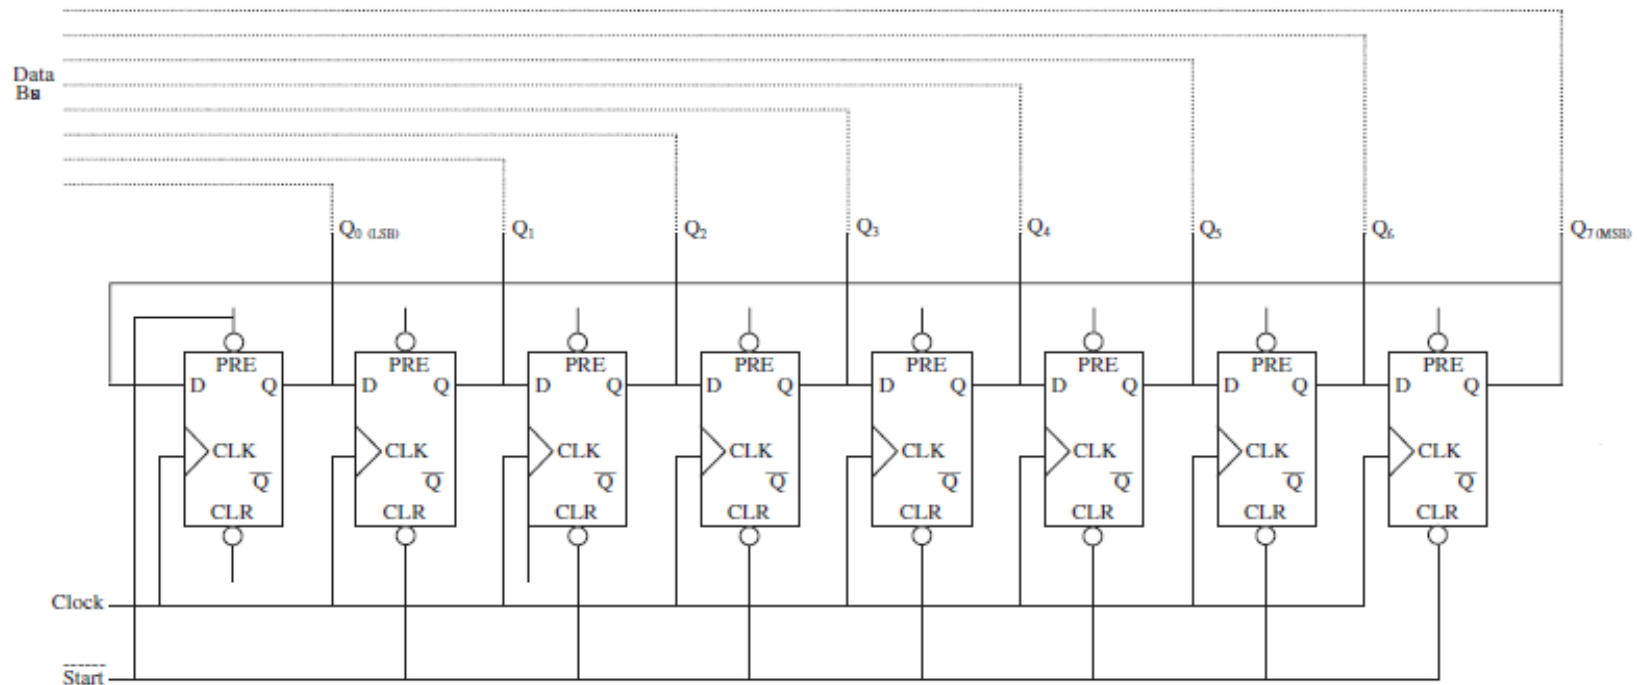 Data
Q0 (LSB) Q1 Q2 Q3 Q4 Q5 Q6 Q7 (MSB)
PRE PRE PRE PRE PRE PRE PRE PRE
D Q D Q D Q D Q D Q D Q D Q D Q
CLK CLK CLK CLK CLK CLK CLK CLK
Q̅ Q̅ Q̅ Q̅ Q̅ Q̅ Q̅ Q̅
CLR CLR CLR CLR CLR CLR CLR CLR
Clock
Start